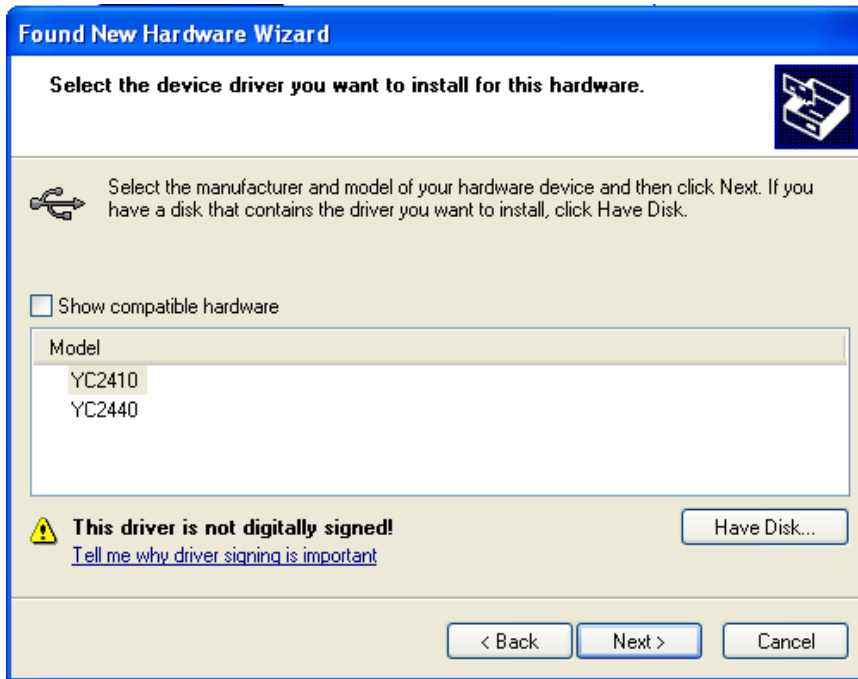 Found New Hardware Wizard
Select the device driver you want to install for this hardware.
Select the manufacturer and model of your hardware device and then click Next. If you
have a disk that contains the driver you want to install, click Have Disk.
Show compatible hardware
Model
YC2410
YC2440
This driver is not digitally signed!
Have Disk...
Tell me why driver signing is important
< Back
Next >
Cancel